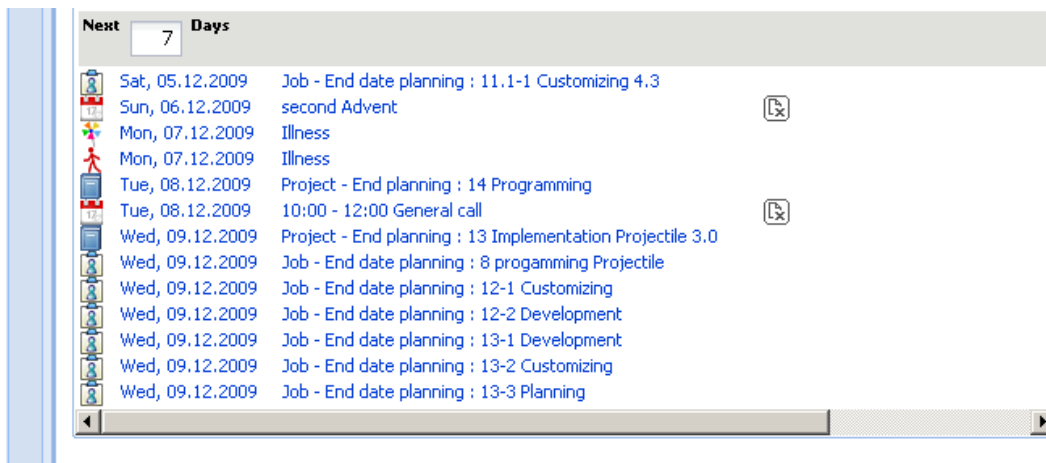 Next 7 Days
Sat, 05.12.2009 Job - End date planning : 11.1-1 Customizing 4.3
Sun, 06.12.2009 second Advent
Mon, 07.12.2009 Illness
Mon, 07.12.2009 Illness
Tue, 08.12.2009 Project - End planning : 14 Programming
Tue, 08.12.2009 10:00 - 12:00 General call
Wed, 09.12.2009 Project - End planning : 13 Implementation Projectile 3.0
Wed, 09.12.2009 Job - End date planning : 8 progamming Projectile
Wed, 09.12.2009 Job - End date planning : 12-1 Customizing
Wed, 09.12.2009 Job - End date planning : 12-2 Development
Wed, 09.12.2009 Job - End date planning : 13-1 Development
Wed, 09.12.2009 Job - End date planning : 13-2 Customizing
Wed, 09.12.2009 Job - End date planning : 13-3 Planning